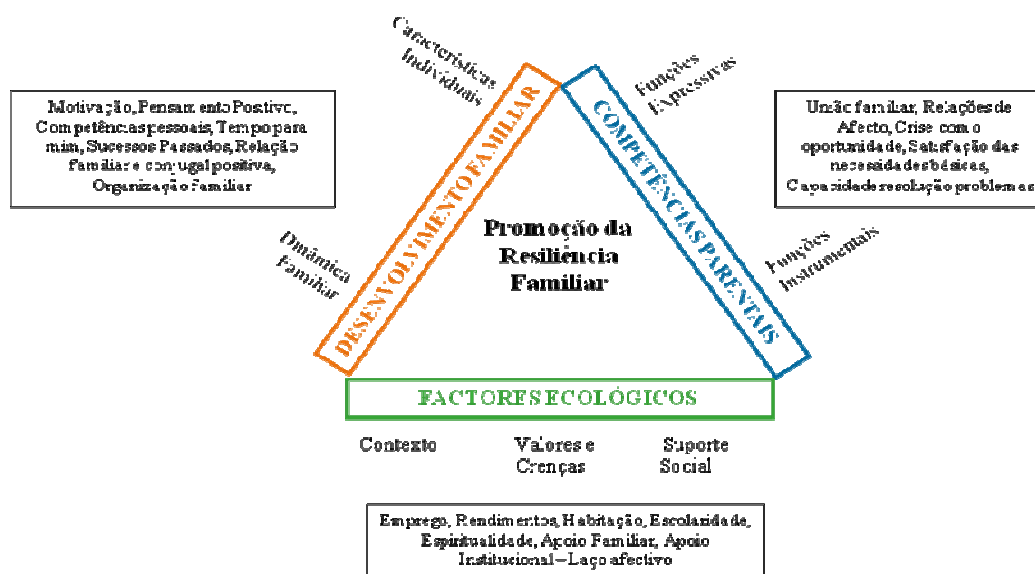 Características
Individuais
Funções
Expressivas
Motivação, Pensamento Positivo,
Competências pessoais, Tempo para
mim, Sucessos Passados, Relação
familiar e conjugal positiva,
Organização Familiar
União familiar, Relações de
Afecto, Crise como
oportunidade, Satisfação das
necessidades básicas,
Capacidade resolução problemas
DESENVOLVIMENTO FAMILIAR
COMPETÊNCIAS PARENTAIS
Promoção da
Resiliência
Familiar
Dinâmica
Familiar
Funções
Instrumentais
FACTORES ECOLÓGICOS
Contexto
Valores e
Crenças
Suporte
Social
Emprego, Rendimentos, Habitação, Escolaridade,
Espiritualidade, Apoio Familiar, Apoio
Institucional – Laço afectivo